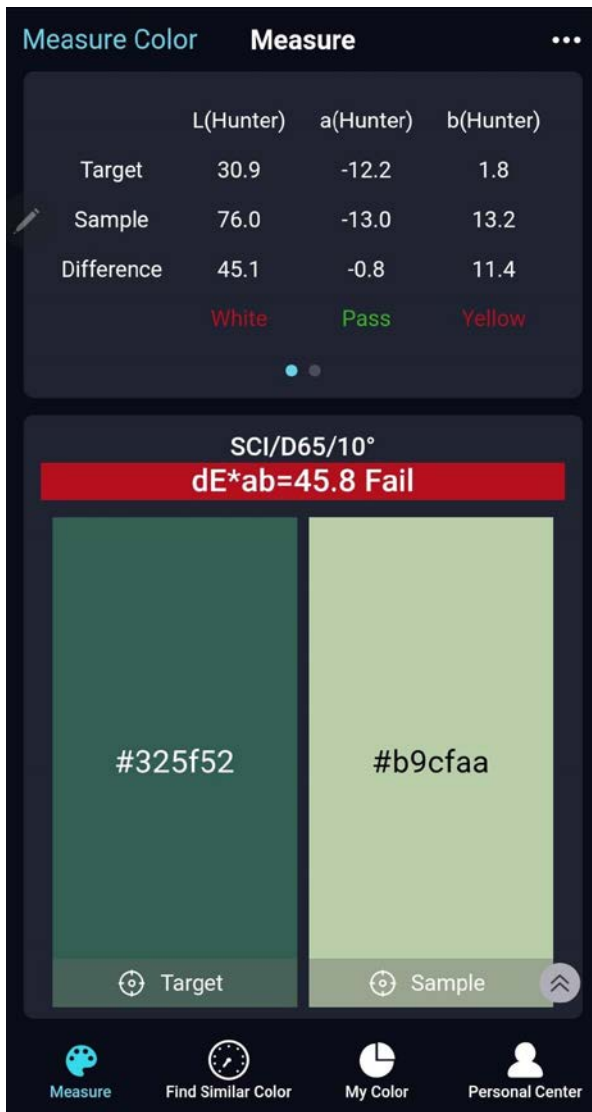 Measure Color Measure
L(Hunter) a(Hunter) b(Hunter)
Target 30.9 -12.2 1.8
Sample 76.0 -13.0 13.2
Difference 45.1 -0.8 11.4
White Pass Yellow
SCI/D65/10°
dE*ab=45.8 Fail
#325f52 #b9cfaa
Target Sample
Measure Find Similar Color My Color Personal Center